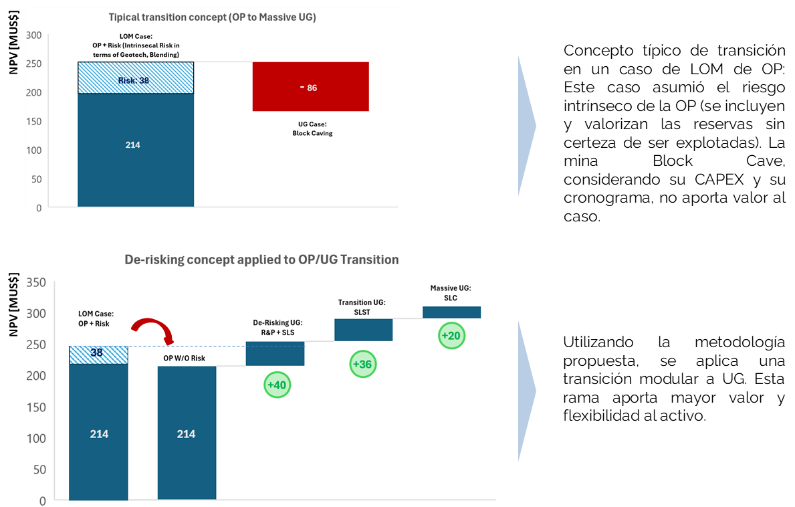 Tipical transition concept (OP to Massive UG)
NPV [MUS$]
300
250
200
150
100
50
0
LOM Case:
OP + Risk (Intrinsecal Risk in
terms of Geotech, Blending)
Risk: 38
214
- 86
UG Case:
Block Caving
Concepto típico de transición
en un caso de LOM de OP:
Este caso asumió el riesgo
intrínseco de la OP (se incluyen
y valorizan las reservas sin
certeza de ser explotadas). La
mina Block Cave,
considerando su CAPEX y su
cronograma, no aporta valor al
caso.
De-risking concept applied to OP/UG Transition
NPV [MUS$]
350
300
250
200
150
100
50
0
LOM Case:
OP + Risk
38
214
OP W/O Risk
214
De-Risking UG:
R&P + SLS
+40
Transition UG:
SLST
+36
Massive UG:
SLC
+20
Utilizando la metodología
propuesta, se aplica una
transición modular a UG. Esta
rama aporta mayor valor y
flexibilidad al activo.